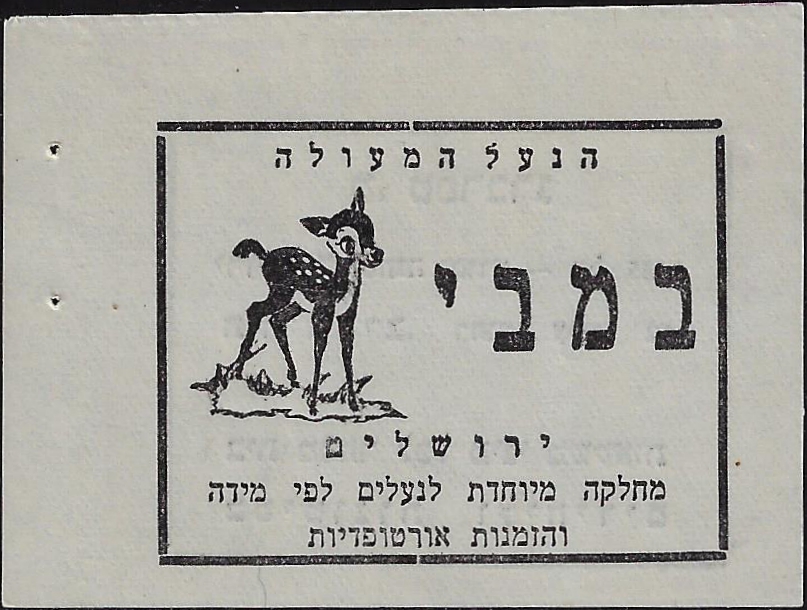 הנעל המעולה
במבי
ירושלים
מחלקה מיוחדת לנעלים לפי מידה
והזמנות אורטופדיות